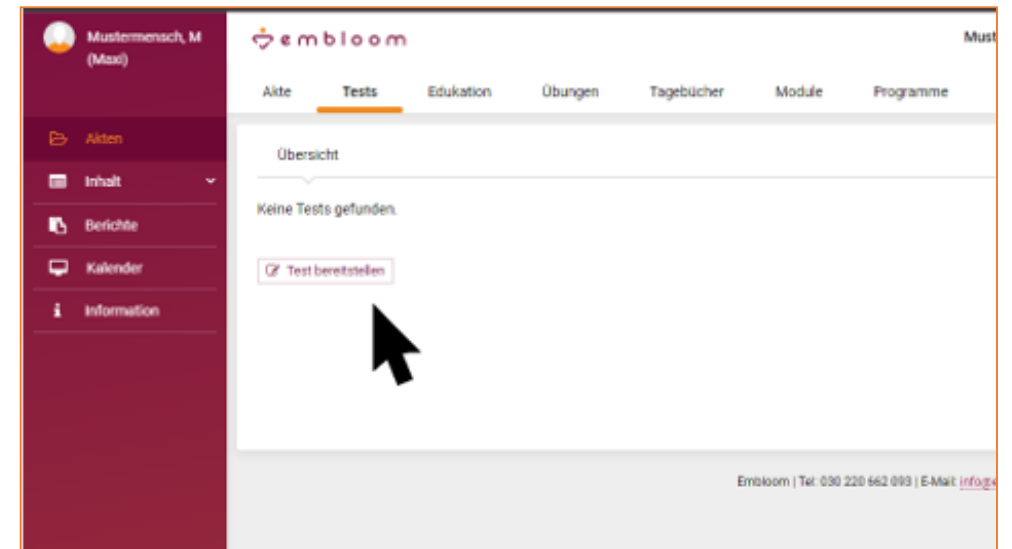 Mustermensch, M
(Maxi)
embloom
Must
Akte Tests Edukation Übungen Tagebücher Module Programme
Akten
Inhalt
Berichte
Kalender
Information
Übersicht
Keine Tests gefunden.
Test bereitstellen
Embloom | Tel: 030 220 662 093 | E-Mail: